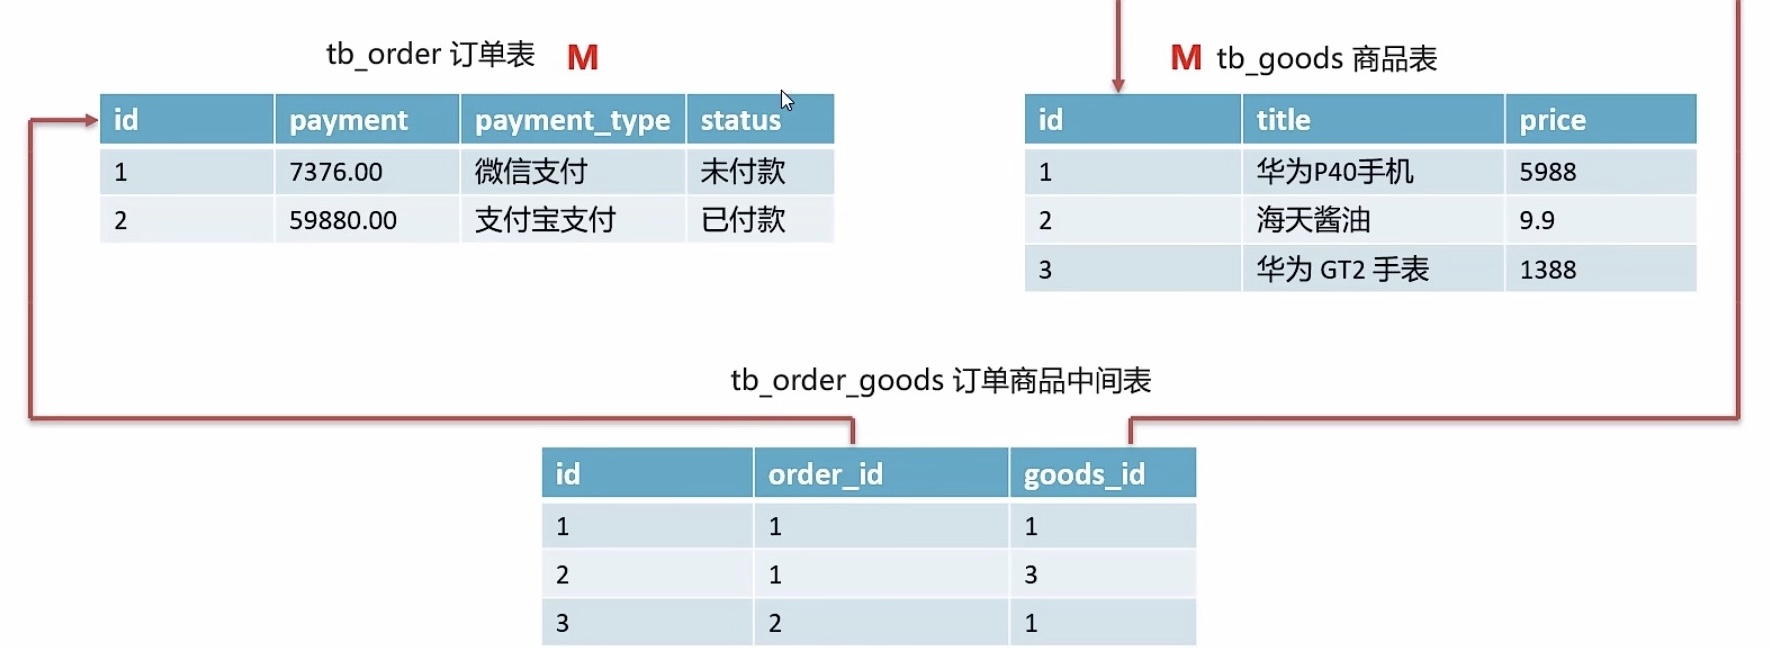 tb_order 订单表 M
id payment payment_type status
1 7376.00 微信支付 未付款
2 59880.00 支付宝支付 已付款
M tb_goods 商品表
id title price
1 华为P40手机 5988
2 海天酱油 9.9
3 华为 GT2 手表 1388
tb_order_goods 订单商品中间表
id order_id goods_id
1 1 1
2 1 3
3 2 1